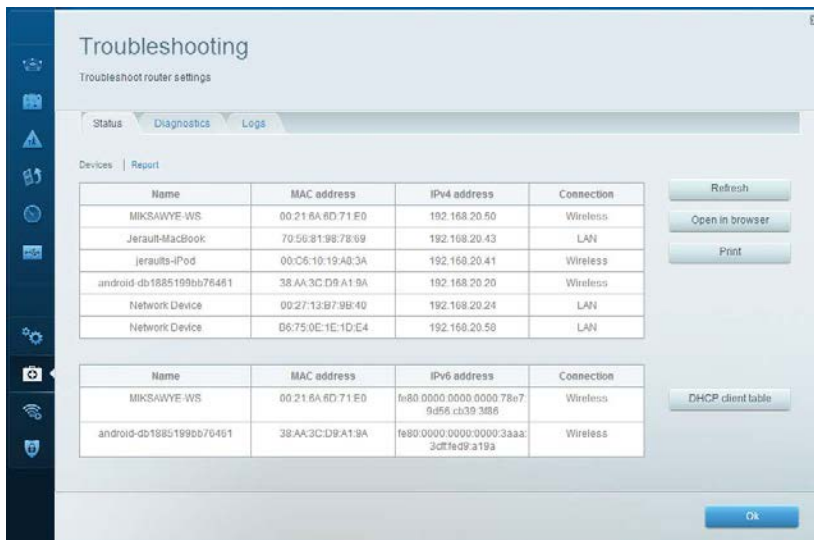 Troubleshooting
Troubleshoot router settings
Status Diagnostics Logs
Devices | Report
Name MAC address IPv4 address Connection
MIKSAWYE-WS 00:21:6A:6D:71:E0 192.168.20.50 Wireless
Jerault-MacBook 70:56:81:98:78:69 192.168.20.43 LAN
jeraults-iPod 00:C6:10:19:A8:3A 192.168.20.41 Wireless
android-db1885199bb76461 38:AA:3C:D9:A1:9A 192.168.20.20 Wireless
Network Device 00:27:13:B7:9B:40 192.168.20.24 LAN
Network Device B6:75:0E:1E:1D:E4 192.168.20.58 LAN
Refresh
Open in browser
Print
Name MAC address IPv6 address Connection
MIKSAWYE-WS 00:21:6A:6D:71:E0 fe80:0000:0000:0000:78e7: Wireless
9d56:cb39:3f86
android-db1885199bb76461 38:AA:3C:D9:A1:9A fe80:0000:0000:0000:3aaa: Wireless
3cff:fed9:a19a
DHCP client table
Ok